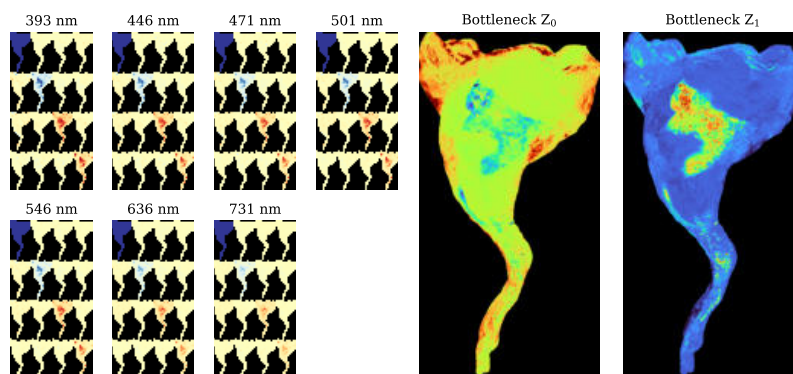 393 nm
446 nm
471 nm
501 nm
Bottleneck Z₀
Bottleneck Z₁
546 nm
636 nm
731 nm